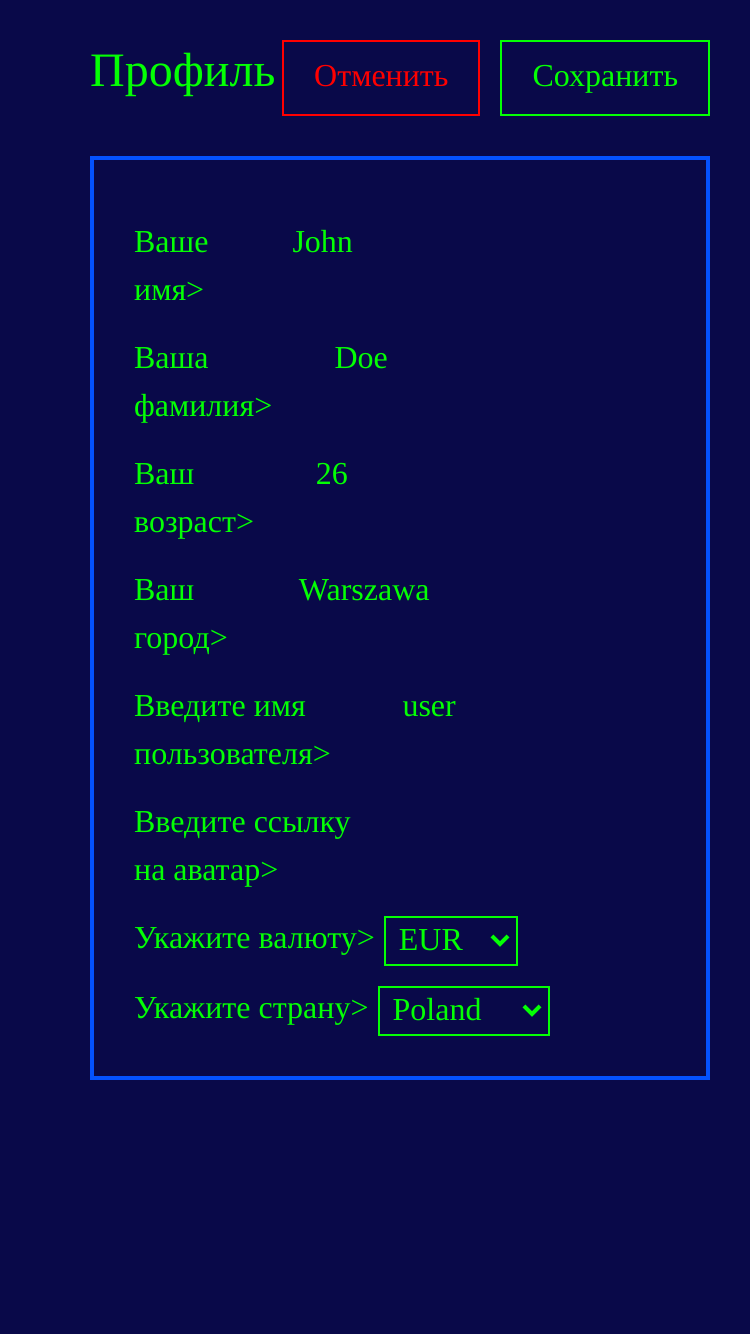 Профиль Отменить Сохранить
Ваше John
имя>
Ваша Doe
фамилия>
Ваш 26
возраст>
Ваш Warszawa
город>
Введите имя user
пользователя>
Введите ссылку
на аватар>
Укажите валюту> EUR
Укажите страну> Poland